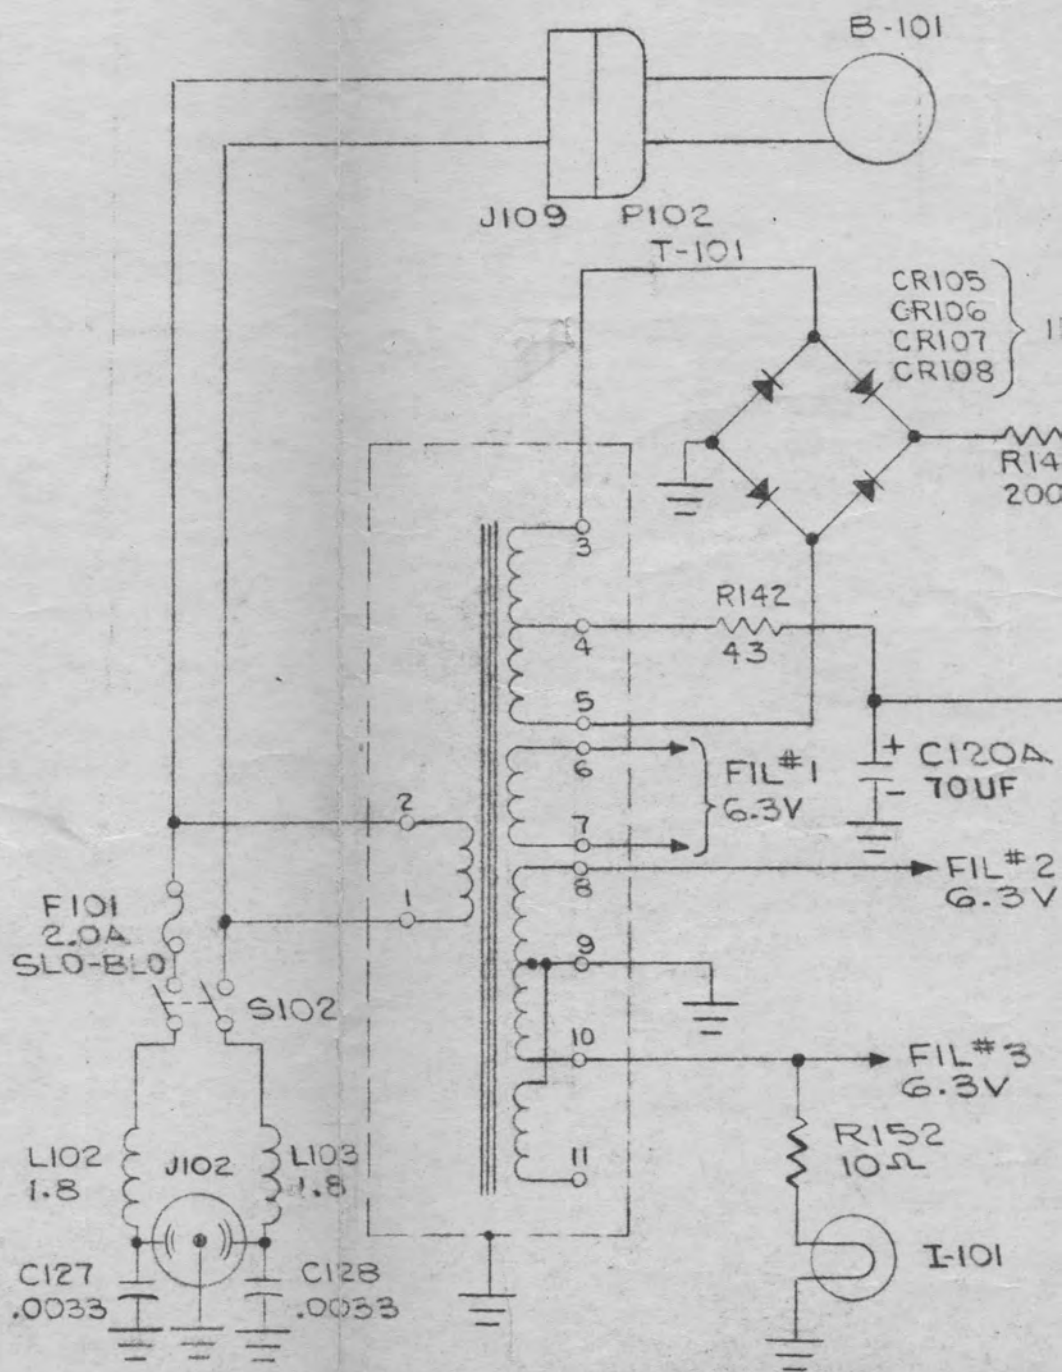 B-101
J109 P102
T-101
CR105
CR106
CR107
CR108
R142
43
3
4
5
6
7
8
9
10
11
2
1
FIL#1
6.3V
C120A
+
-
70UF
FIL#2
6.3V
F101
2.0A
SLO-BLO
S102
FIL#3
6.3V
R152
10Ω
I-101
L102
1.8
J102
L103
1.8
C127
.0033
C128
.0033